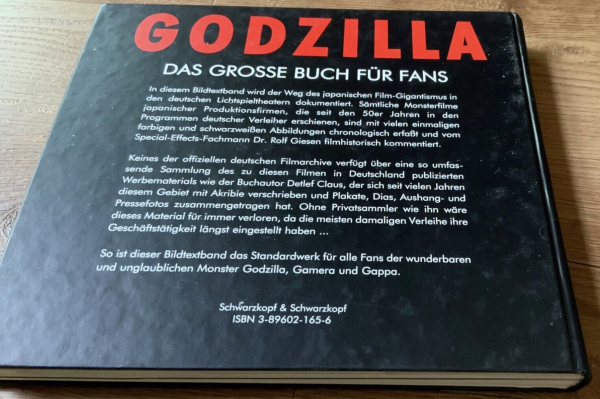 GODZILLA
DAS GROSSE BUCH FÜR FANS
In diesem Bildtextband wird der Weg des japanischen Film-Gigantismus in
den deutschen Lichtspieltheatern dokumentiert. Sämtliche Monsterfilme
japanischer Produktionsfirmen, die seit den 50er Jahren in den
Programmen deutscher Verleiher erschienen, sind mit vielen einmaligen
farbigen und schwarzweißen Abbildungen chronologisch erfaßt und vom
Special-Effects-Fachmann Dr. Rolf Giesen filmhistorisch kommentiert.
Keines der offiziellen deutschen Filmarchive verfügt über eine so umfas-
sende Sammlung des zu diesen Filmen in Deutschland publizierten
Werbematerials wie der Buchautor Detlef Claus, der sich seit vielen Jahren
diesem Gebiet mit Akribie verschrieben und Plakate, Dias, Aushang- und
Pressefotos zusammengetragen hat. Ohne Privatsammler wie ihn wäre
dieses Material für immer verloren, da die meisten damaligen Verleihe ihre
Geschäftstätigkeit längst eingestellt haben ...
So ist dieser Bildtextband das Standardwerk für alle Fans der wunderbaren
und unglaublichen Monster Godzilla, Gamera und Gappa.
Schwarzkopf & Schwarzkopf
ISBN 3-89602-165-6